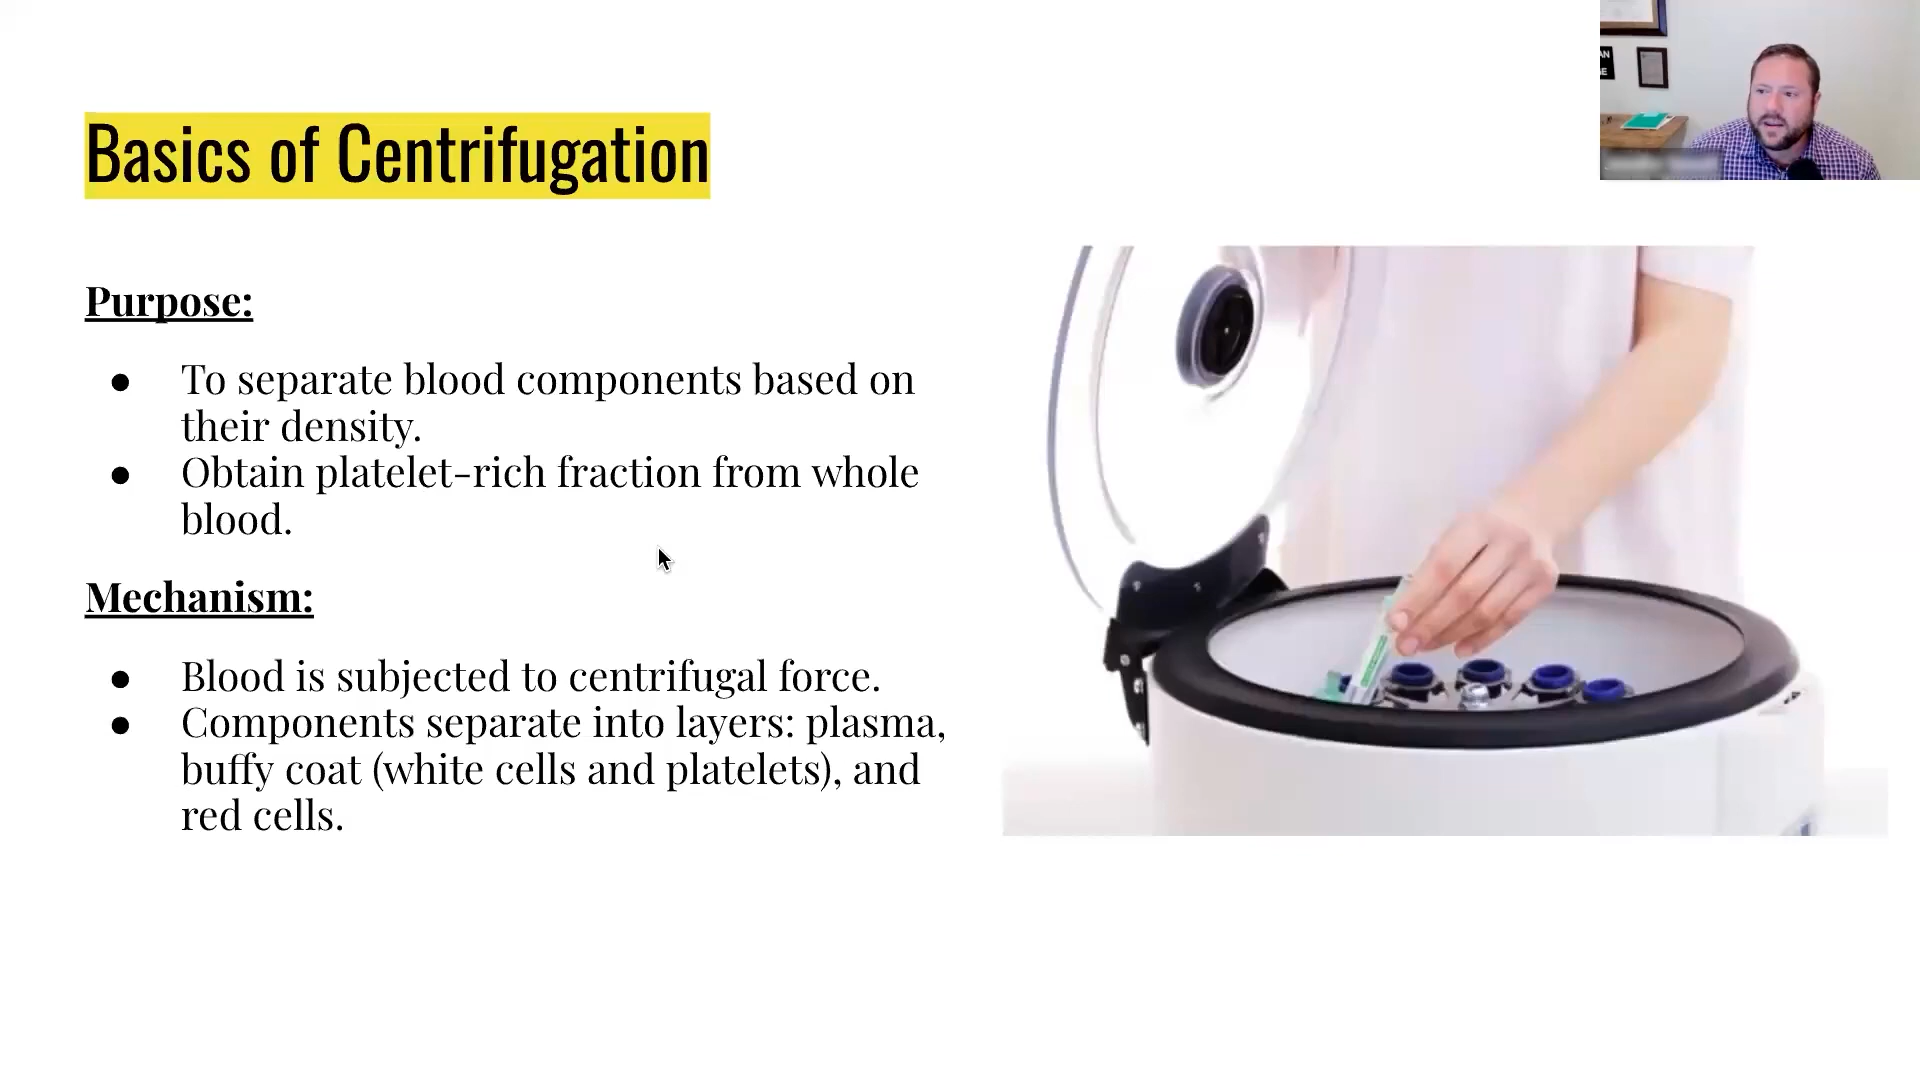 Basics of Centrifugation
AN
GE
Purpose:
● To separate blood components based on
their density.
● Obtain platelet-rich fraction from whole
blood.
Mechanism:
● Blood is subjected to centrifugal force.
● Components separate into layers: plasma,
buffy coat (white cells and platelets), and
red cells.